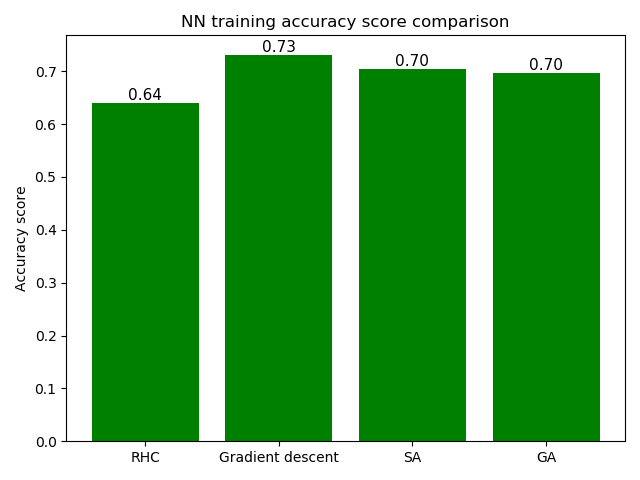 NN training accuracy score comparison
0.64
0.73
0.70
0.70
Accuracy score
0.7
0.6
0.5
0.4
0.3
0.2
0.1
0.0
RHC
Gradient descent
SA
GA